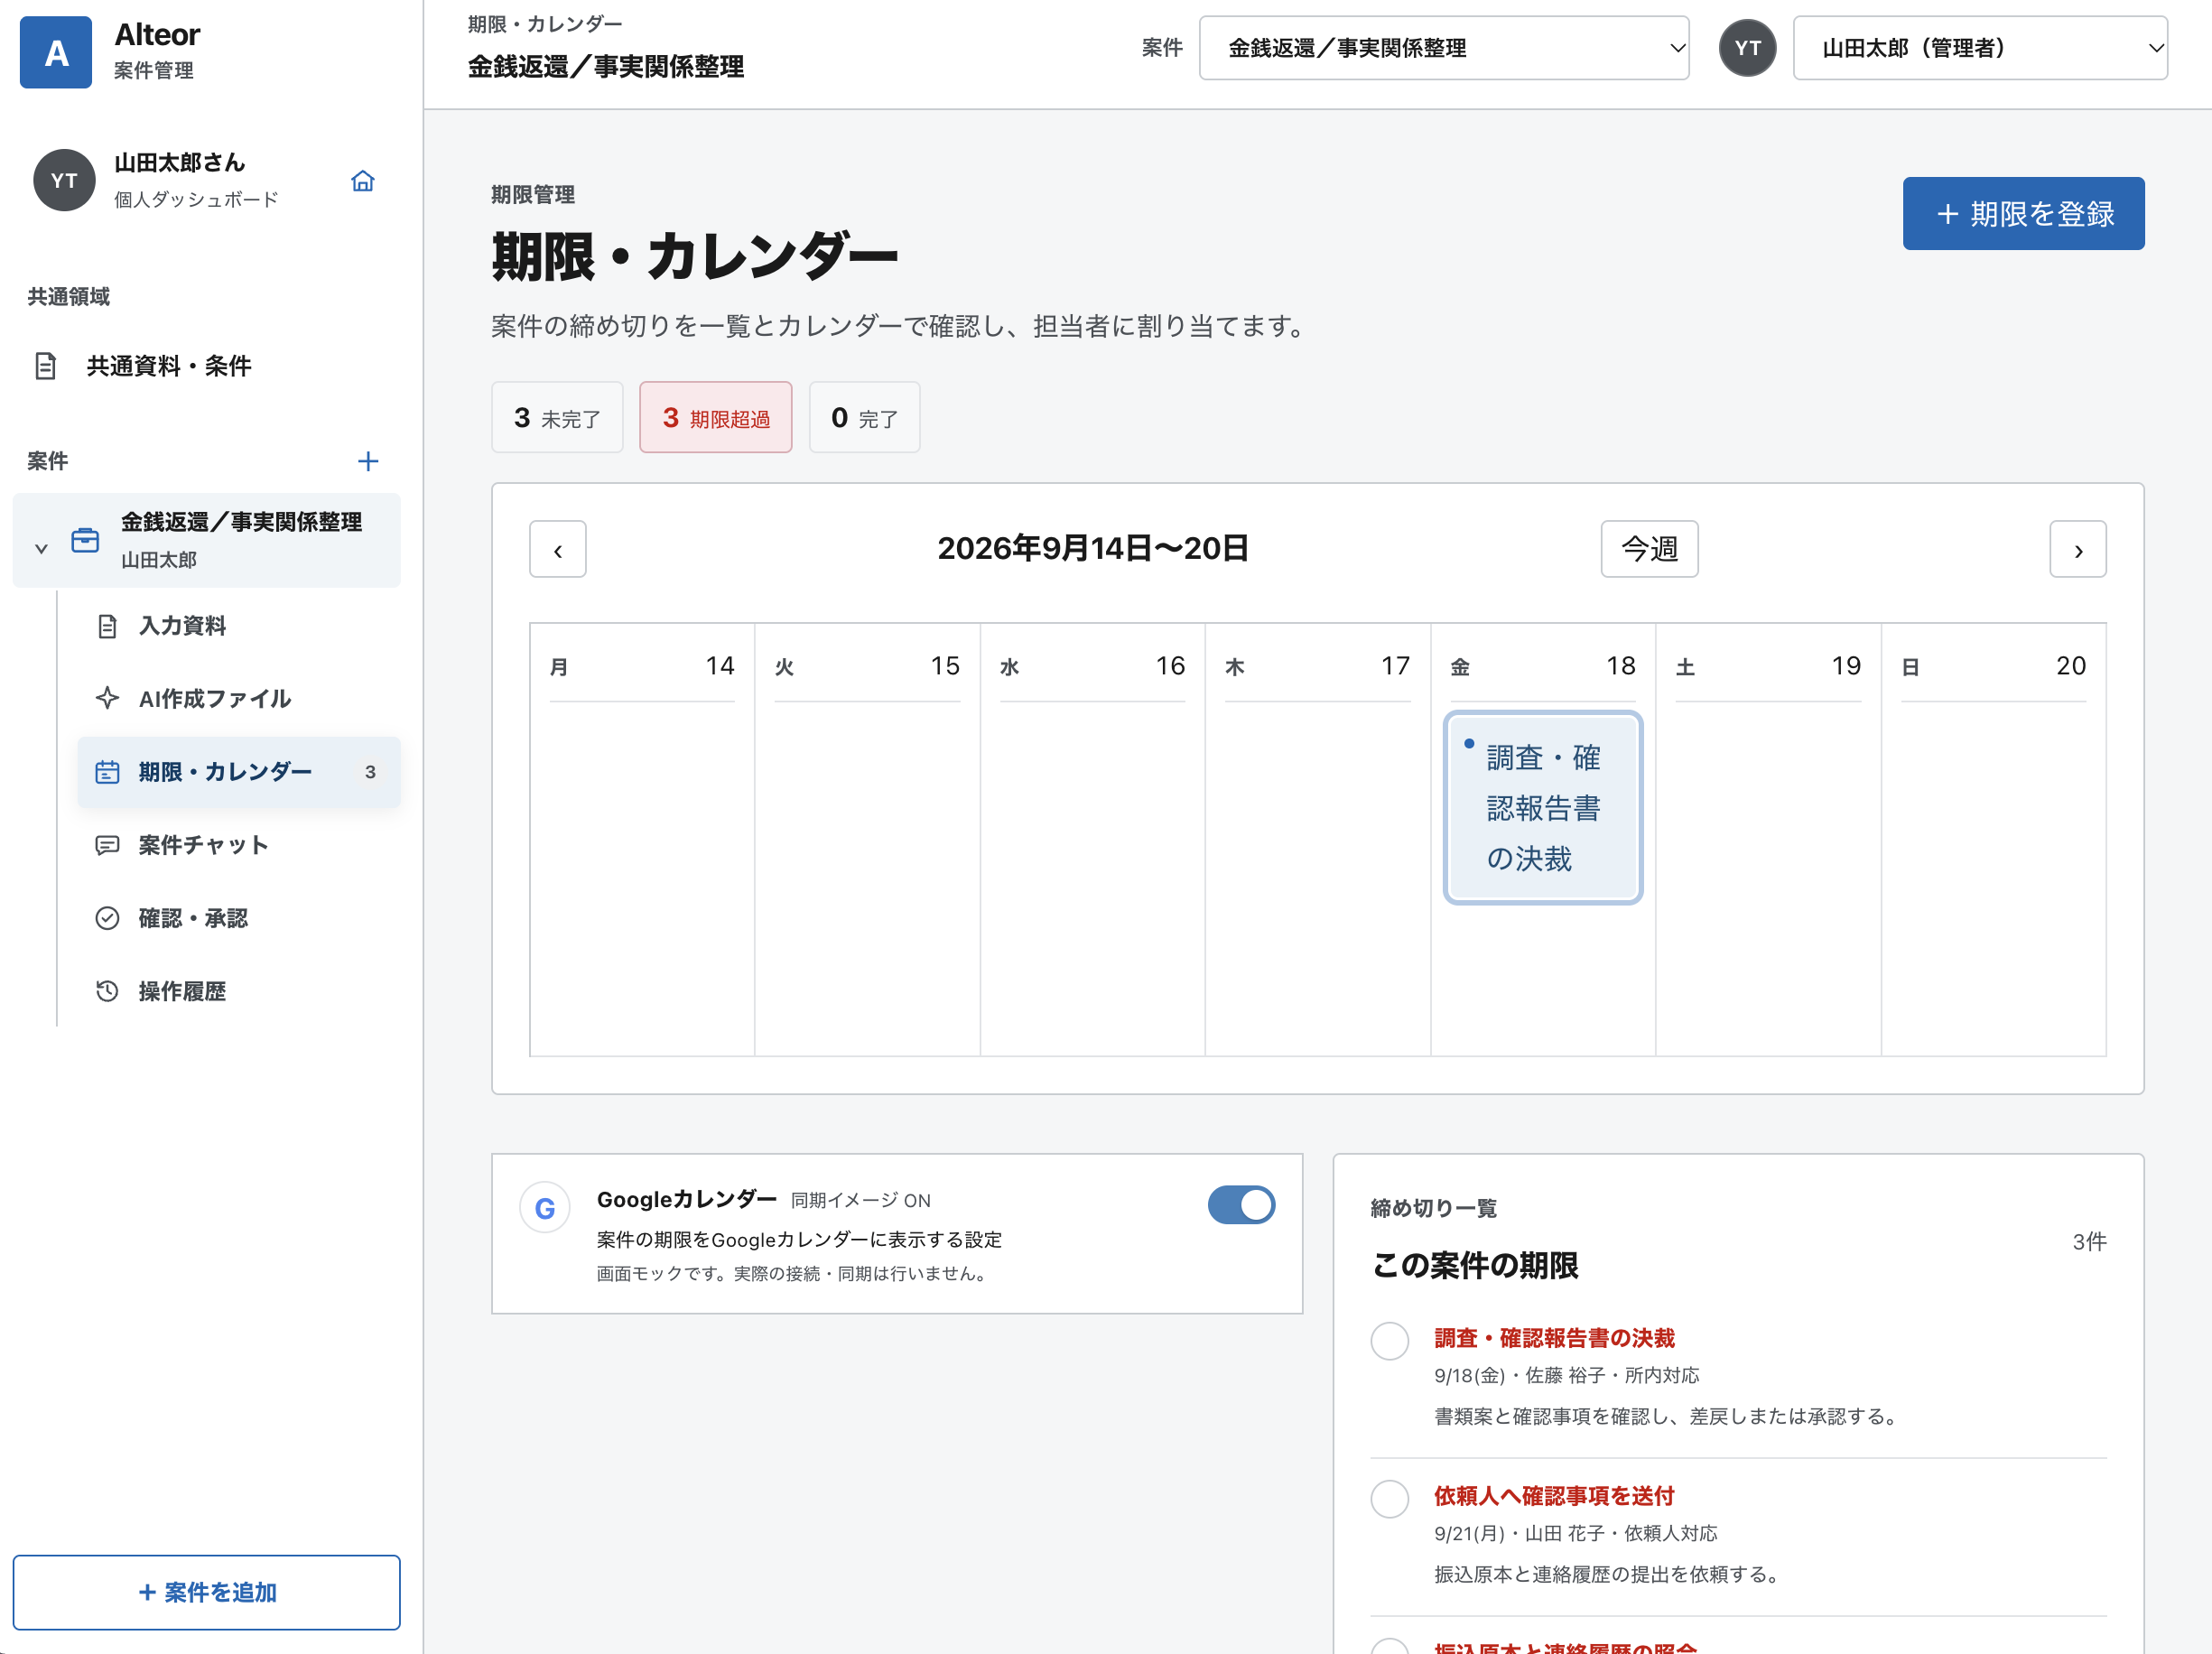 A
Alteor
案件管理
YT
山田太郎さん
個人ダッシュボード
共通領域
共通資料・条件
案件
+
金銭返還／事実関係整理
山田太郎
入力資料
AI作成ファイル
期限・カレンダー 3
案件チャット
確認・承認
操作履歴
+ 案件を追加
期限・カレンダー
金銭返還／事実関係整理
案件 金銭返還／事実関係整理
YT 山田太郎（管理者）
期限管理
期限・カレンダー
案件の締め切りを一覧とカレンダーで確認し、担当者に割り当てます。
＋ 期限を登録
3 未完了 3 期限超過 0 完了
‹ 2026年9月14日〜20日 今週 ›
月 14 火 15 水 16 木 17 金 18 土 19 日 20
調査・確
認報告書
の決裁
G
Googleカレンダー 同期イメージ ON
案件の期限をGoogleカレンダーに表示する設定
画面モックです。実際の接続・同期は行いません。
締め切り一覧
この案件の期限
3件
調査・確認報告書の決裁
9/18(金)・佐藤 裕子・所内対応
書類案と確認事項を確認し、差戻しまたは承認する。
依頼人へ確認事項を送付
9/21(月)・山田 花子・依頼人対応
振込原本と連絡履歴の提出を依頼する。
振込原本と連絡履歴の照会